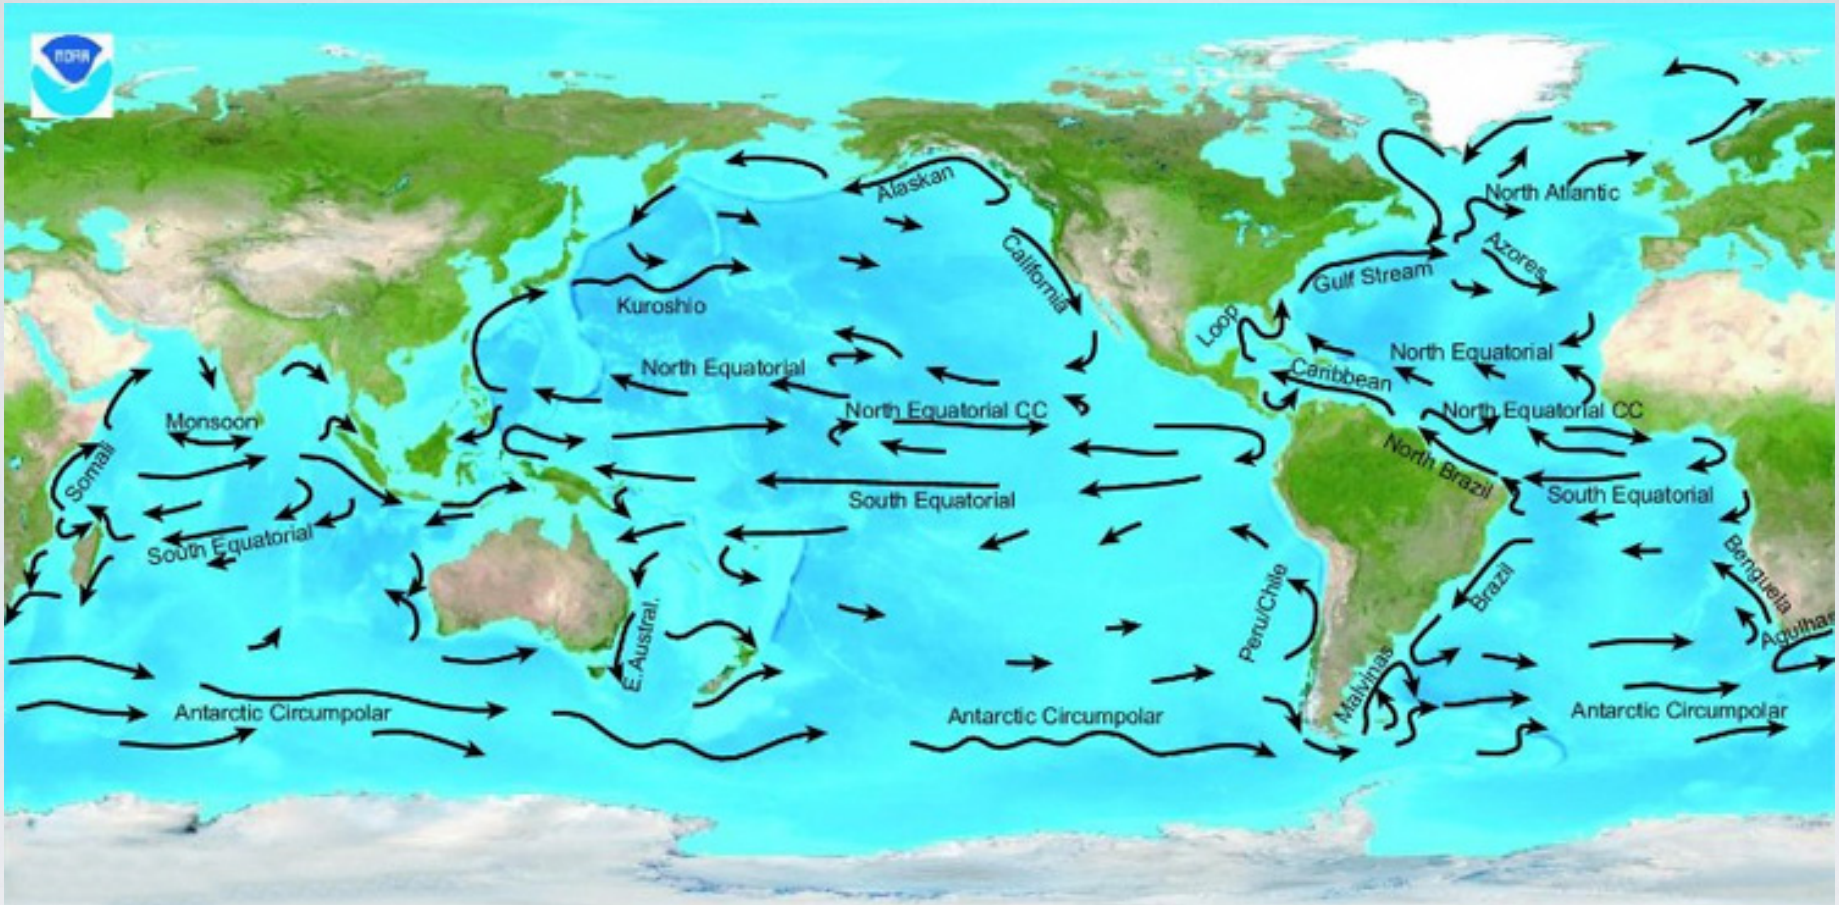 NOAA
Alaskan
North Atlantic
California
Azores
Gulf Stream
Kuroshio
Loop
North Equatorial
North Equatorial
Caribbean
North Equatorial CC
North Equatorial CC
Monsoon
Somali
North Brazil
South Equatorial
South Equatorial
South Equatorial
Benguela
Brazil
Peru/Chile
E.Austral.
Agulhas
Malvinas
Antarctic Circumpolar
Antarctic Circumpolar
Antarctic Circumpolar